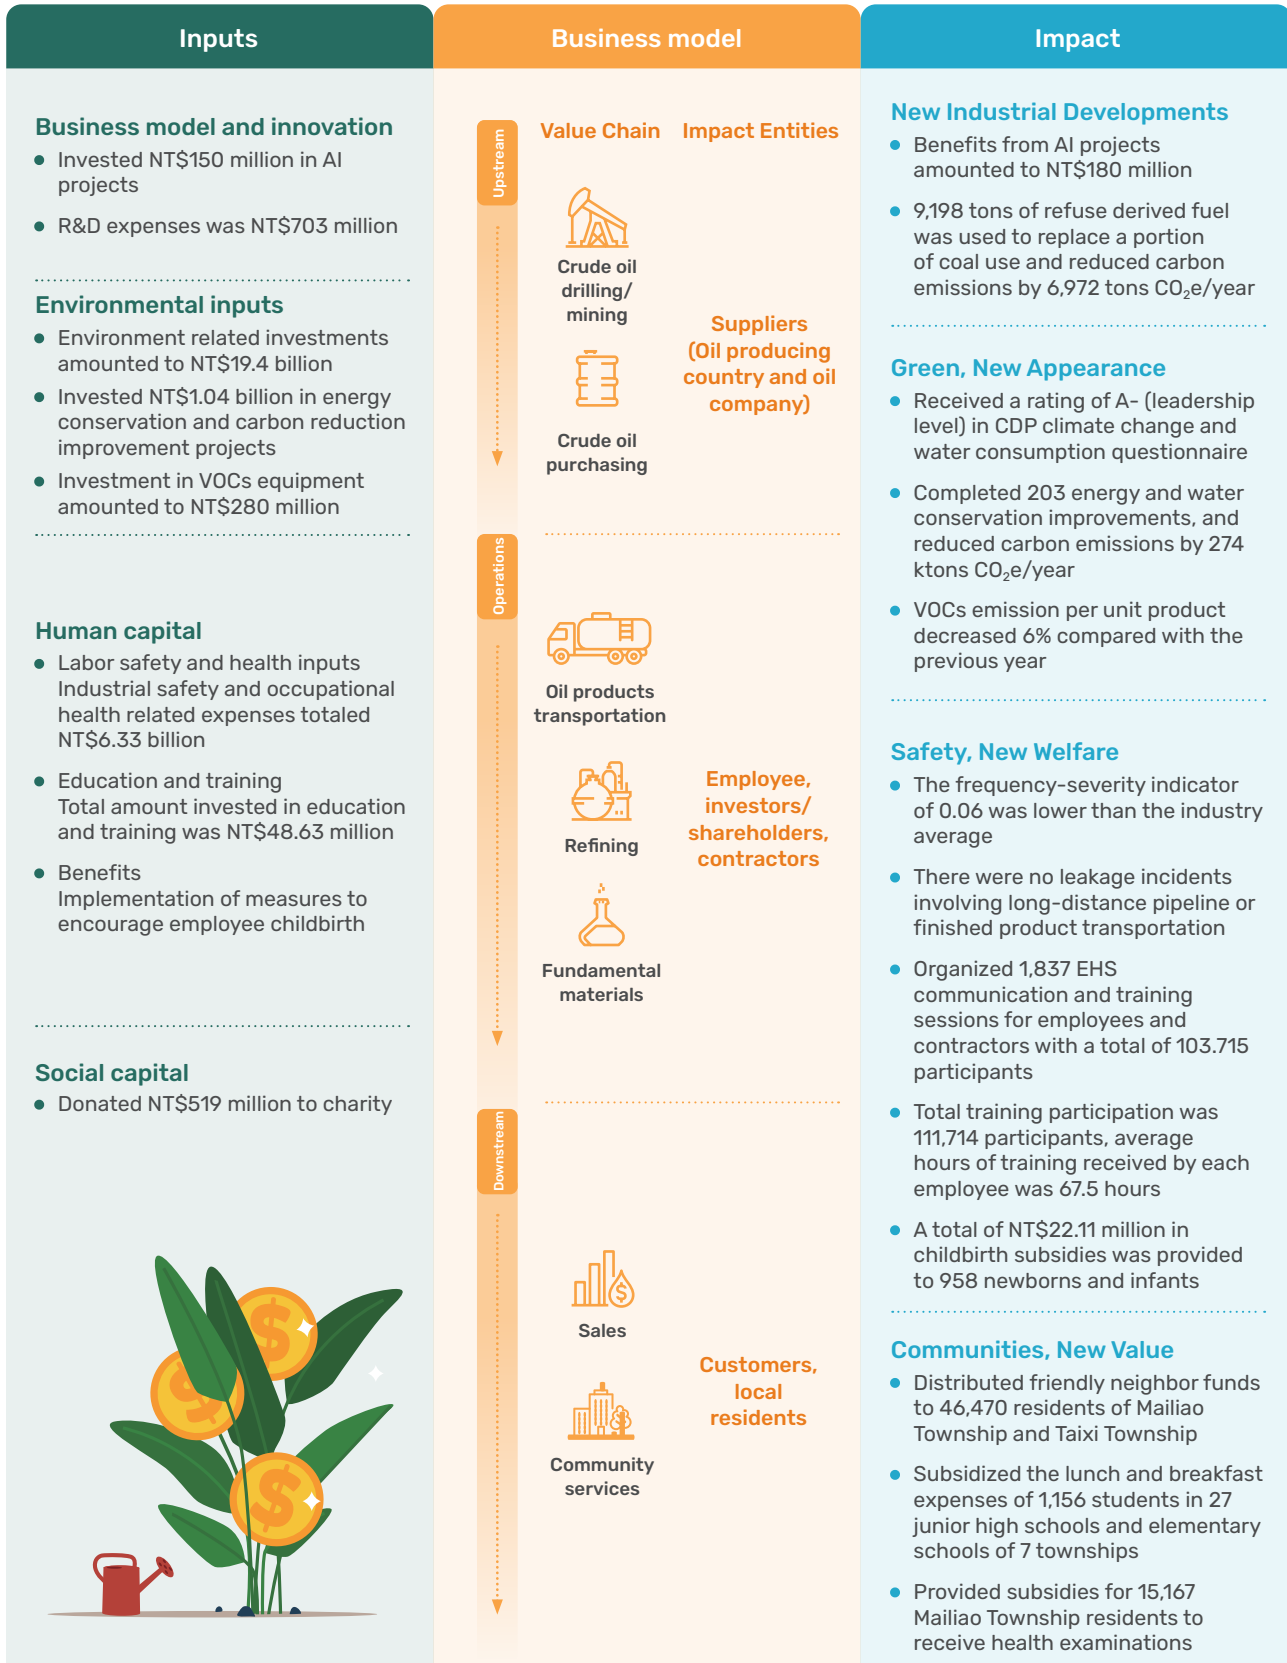 Inputs
Business model and innovation
Invested NT$150 million in AI
projects
R&D expenses was NT$703 million
Environmental inputs
Environment related investments
amounted to NT$19.4 billion
Invested NT$1.04 billion in energy
conservation and carbon reduction
improvement projects
Investment in VOCs equipment
amounted to NT$280 million
Human capital
Labor safety and health inputs
Industrial safety and occupational
health related expenses totaled
NT$6.33 billion
Education and training
Total amount invested in education
and training was NT$48.63 million
Benefits
Implementation of measures to
encourage employee childbirth
Social capital
Donated NT$519 million to charity
Business model
Value Chain
Impact Entities
Upstream
Crude oil
drilling/
mining
Crude oil
purchasing
Suppliers
(Oil producing
country and oil
company)
Operations
Oil products
transportation
Refining
Fundamental
materials
Employee,
investors/
shareholders,
contractors
Downstream
Sales
Community
services
Customers,
local
residents
Impact
New Industrial Developments
Benefits from AI projects
amounted to NT$180 million
9,198 tons of refuse derived fuel
was used to replace a portion
of coal use and reduced carbon
emissions by 6,972 tons CO₂e/year
Green, New Appearance
Received a rating of A- (leadership
level) in CDP climate change and
water consumption questionnaire
Completed 203 energy and water
conservation improvements, and
reduced carbon emissions by 274
ktons CO₂e/year
VOCs emission per unit product
decreased 6% compared with the
previous year
Safety, New Welfare
The frequency-severity indicator
of 0.06 was lower than the industry
average
There were no leakage incidents
involving long-distance pipeline or
finished product transportation
Organized 1,837 EHS
communication and training
sessions for employees and
contractors with a total of 103.715
participants
Total training participation was
111,714 participants, average
hours of training received by each
employee was 67.5 hours
A total of NT$22.11 million in
childbirth subsidies was provided
to 958 newborns and infants
Communities, New Value
Distributed friendly neighbor funds
to 46,470 residents of Mailiao
Township and Taixi Township
Subsidized the lunch and breakfast
expenses of 1,156 students in 27
junior high schools and elementary
schools of 7 townships
Provided subsidies for 15,167
Mailiao Township residents to
receive health examinations